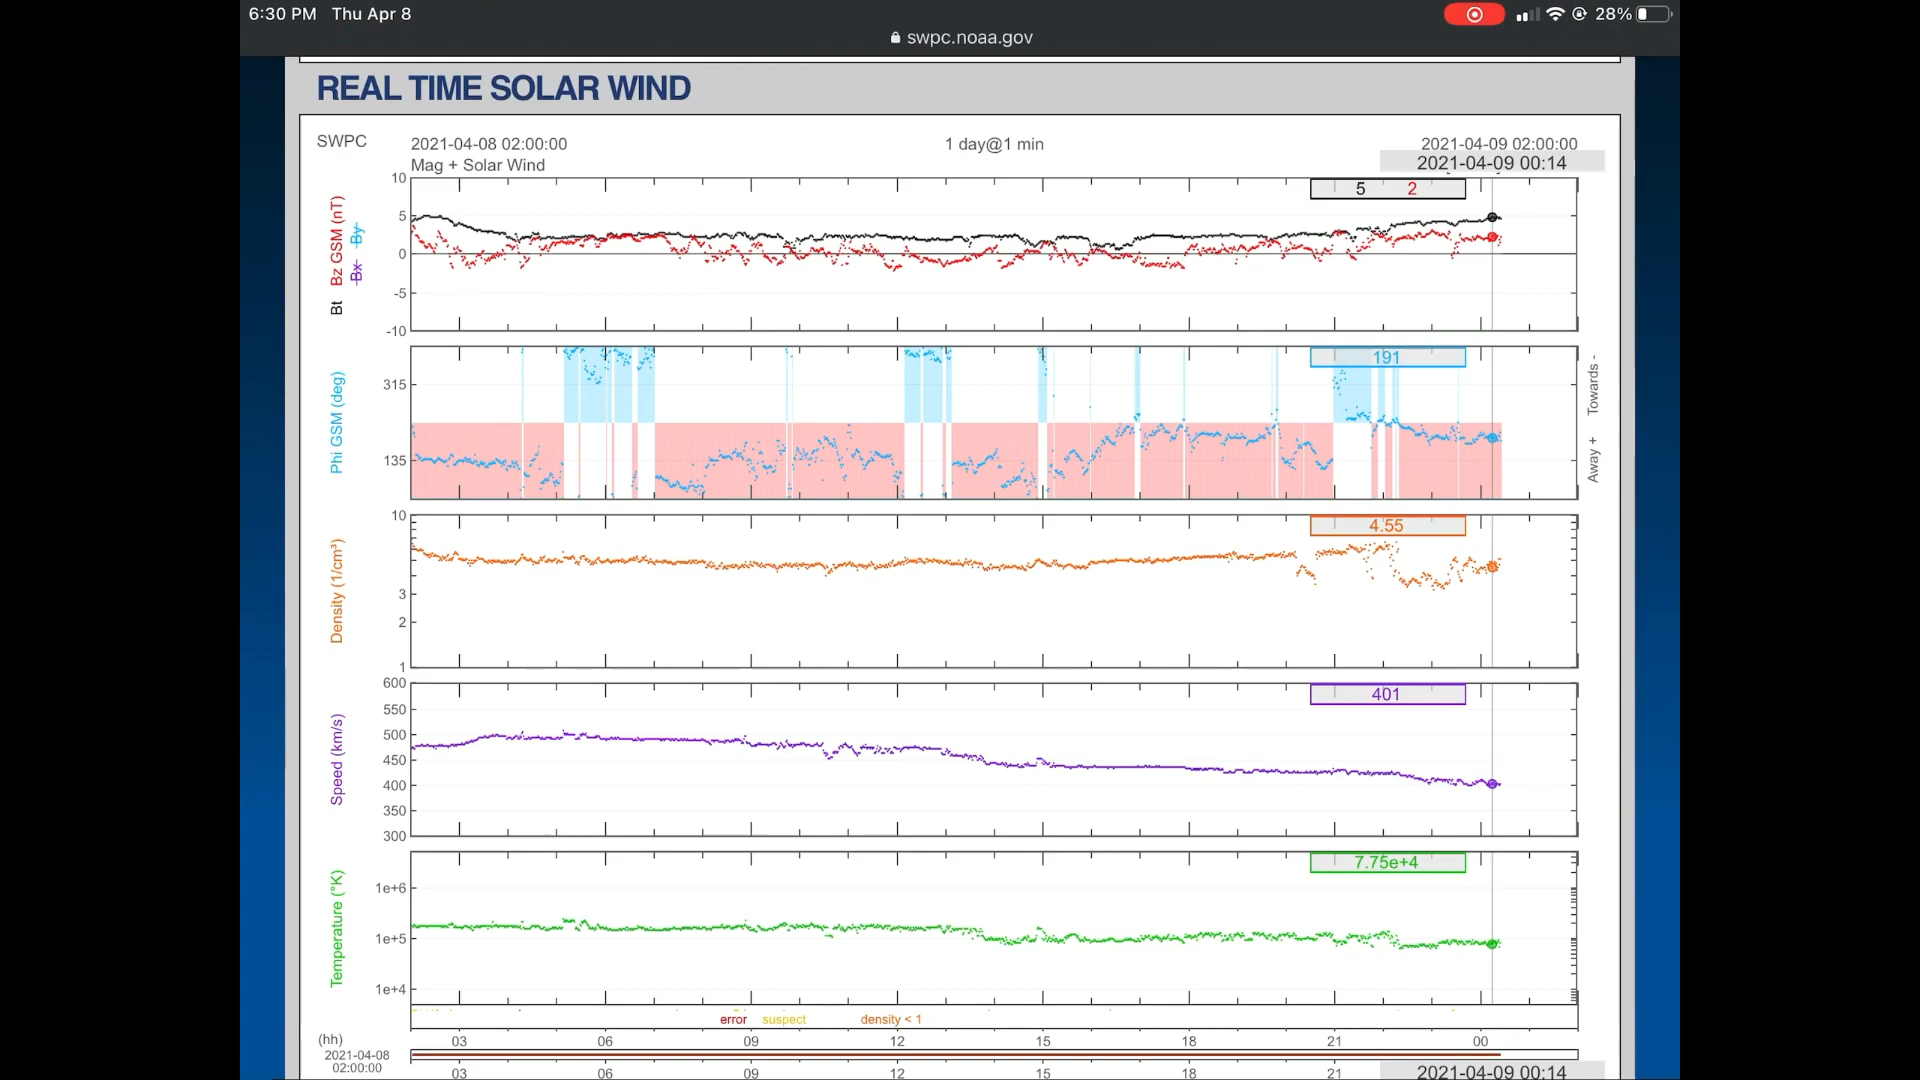 6:30 PM Thu Apr 8
28%
swpc.noaa.gov
REAL TIME SOLAR WIND
SWPC
2021-04-08 02:00:00
1 day@1 min
2021-04-09 02:00:00
Mag + Solar Wind
2021-04-09 00:14
Bt Bz GSM (nT)
Bx By
10
5
0
-5
-10
5 2
Phi GSM (deg)
315
135
191
Towards -
Away +
Density (1/cm³)
10
3
2
1
4.55
Speed (km/s)
600
550
500
450
400
350
300
401
Temperature (°K)
1e+6
1e+5
1e+4
7.75e+4
error suspect density < 1
(hh)
03 06 09 12 15 18 21 00
2021-04-08
02:00:00
03 06 09 12 15 18 21
2021-04-09 00:14